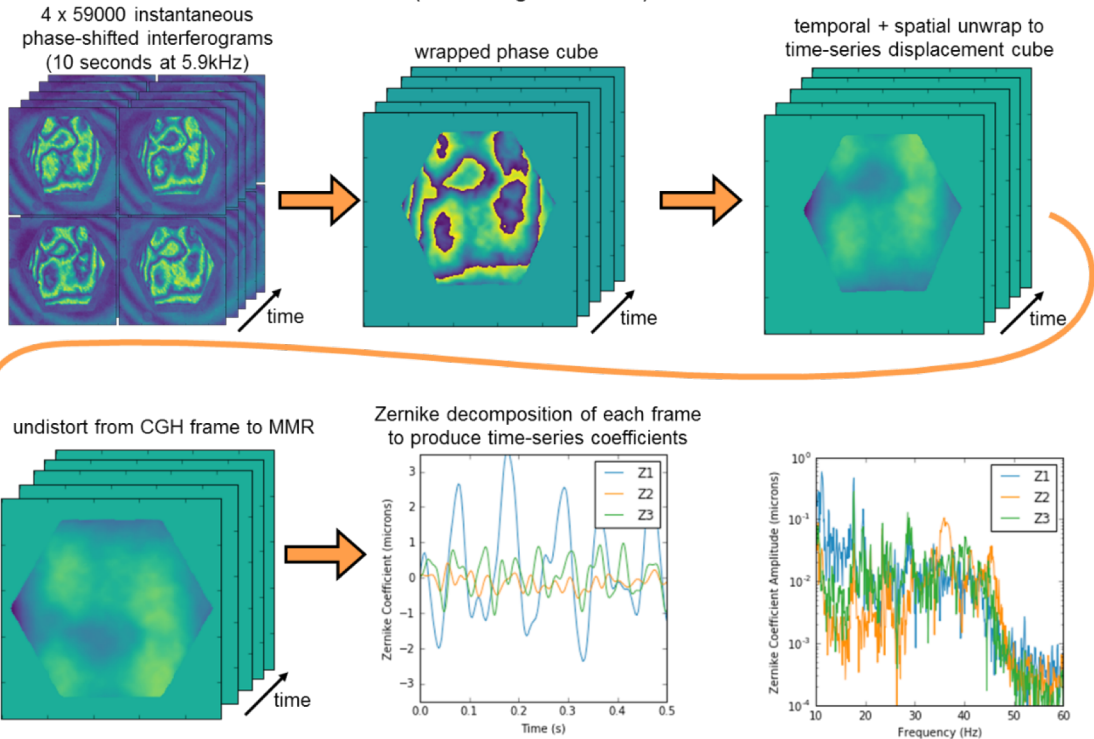 4 x 59000 instantaneous
phase-shifted interferograms
(10 seconds at 5.9kHz)
time
wrapped phase cube
time
temporal + spatial unwrap to
time-series displacement cube
time
undistort from CGH frame to MMR
time
Zernike decomposition of each frame
to produce time-series coefficients
Z1
Z2
Z3
Zernike Coefficient (microns)
3
2
1
0
−1
−2
−3
0.0 0.1 0.2 0.3 0.4 0.5
Time (s)
Z1
Z2
Z3
Zernike Coefficient Amplitude (microns)
10⁰
10⁻¹
10⁻²
10⁻³
10⁻⁴
10 20 30 40 50 60
Frequency (Hz)